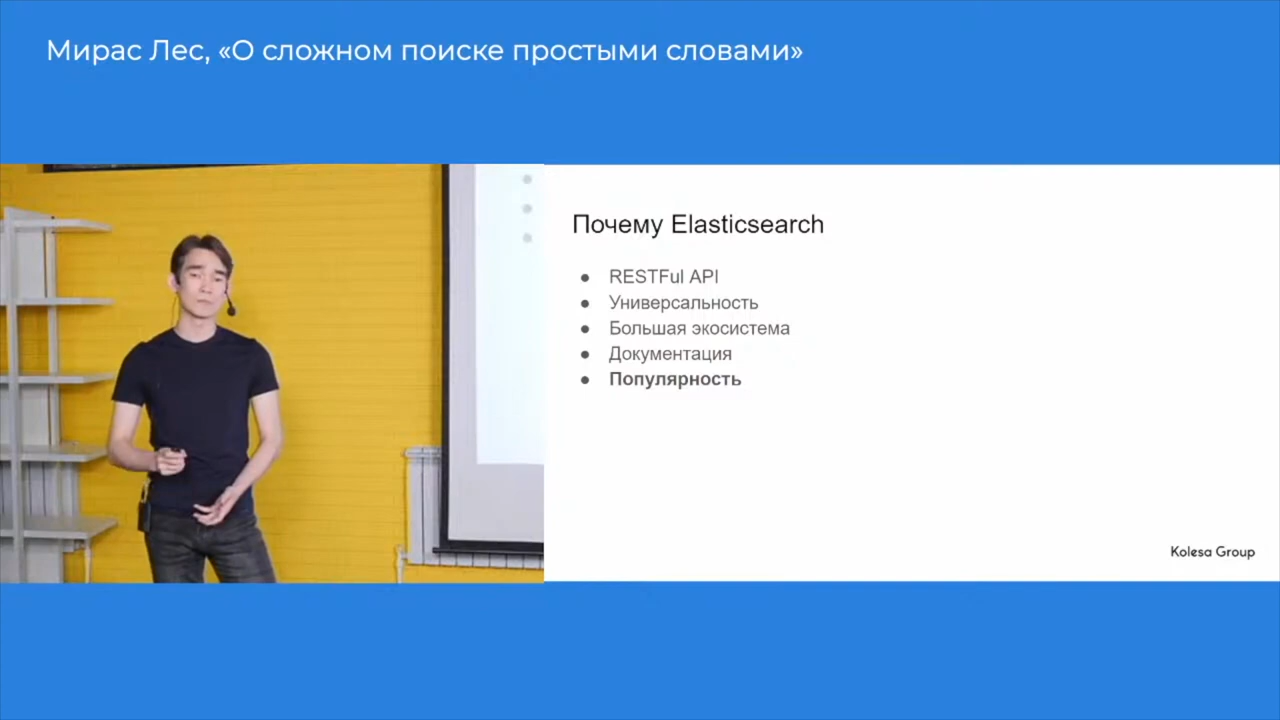 Мирас Лес, «О сложном поиске простыми словами»
Почему Elasticsearch
● RESTFul API
● Универсальность
● Большая экосистема
● Документация
● Популярность
Kolesa Group